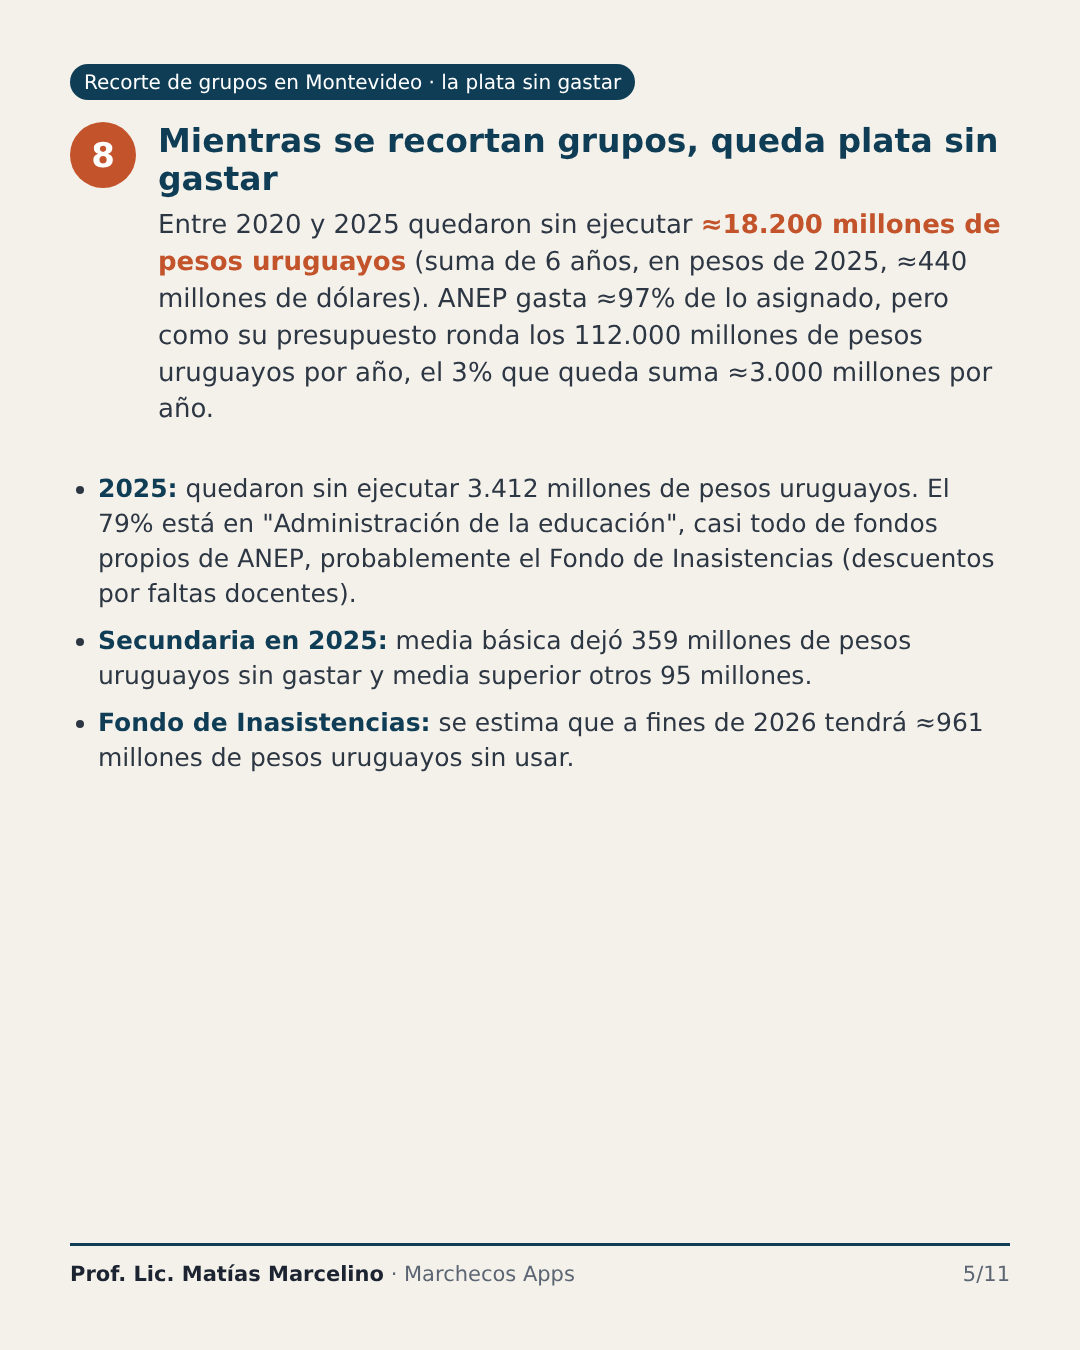 Recorte de grupos en Montevideo · la plata sin gastar
8
Mientras se recortan grupos, queda plata sin
gastar
Entre 2020 y 2025 quedaron sin ejecutar ≈18.200 millones de
pesos uruguayos (suma de 6 años, en pesos de 2025, ≈440
millones de dólares). ANEP gasta ≈97% de lo asignado, pero
como su presupuesto ronda los 112.000 millones de pesos
uruguayos por año, el 3% que queda suma ≈3.000 millones por
año.
• 2025: quedaron sin ejecutar 3.412 millones de pesos uruguayos. El
79% está en "Administración de la educación", casi todo de fondos
propios de ANEP, probablemente el Fondo de Inasistencias (descuentos
por faltas docentes).
• Secundaria en 2025: media básica dejó 359 millones de pesos
uruguayos sin gastar y media superior otros 95 millones.
• Fondo de Inasistencias: se estima que a fines de 2026 tendrá ≈961
millones de pesos uruguayos sin usar.
Prof. Lic. Matías Marcelino · Marchecos Apps
5/11